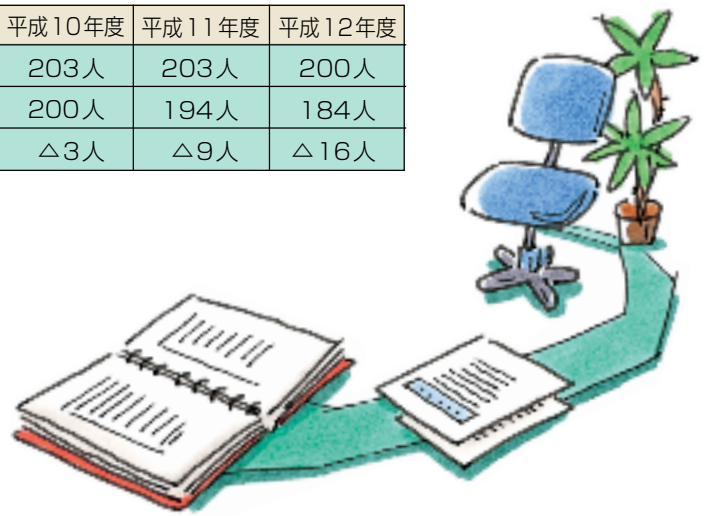 平成10年度 平成11年度 平成12年度
203人 203人 200人
200人 194人 184人
△3人 △9人 △16人